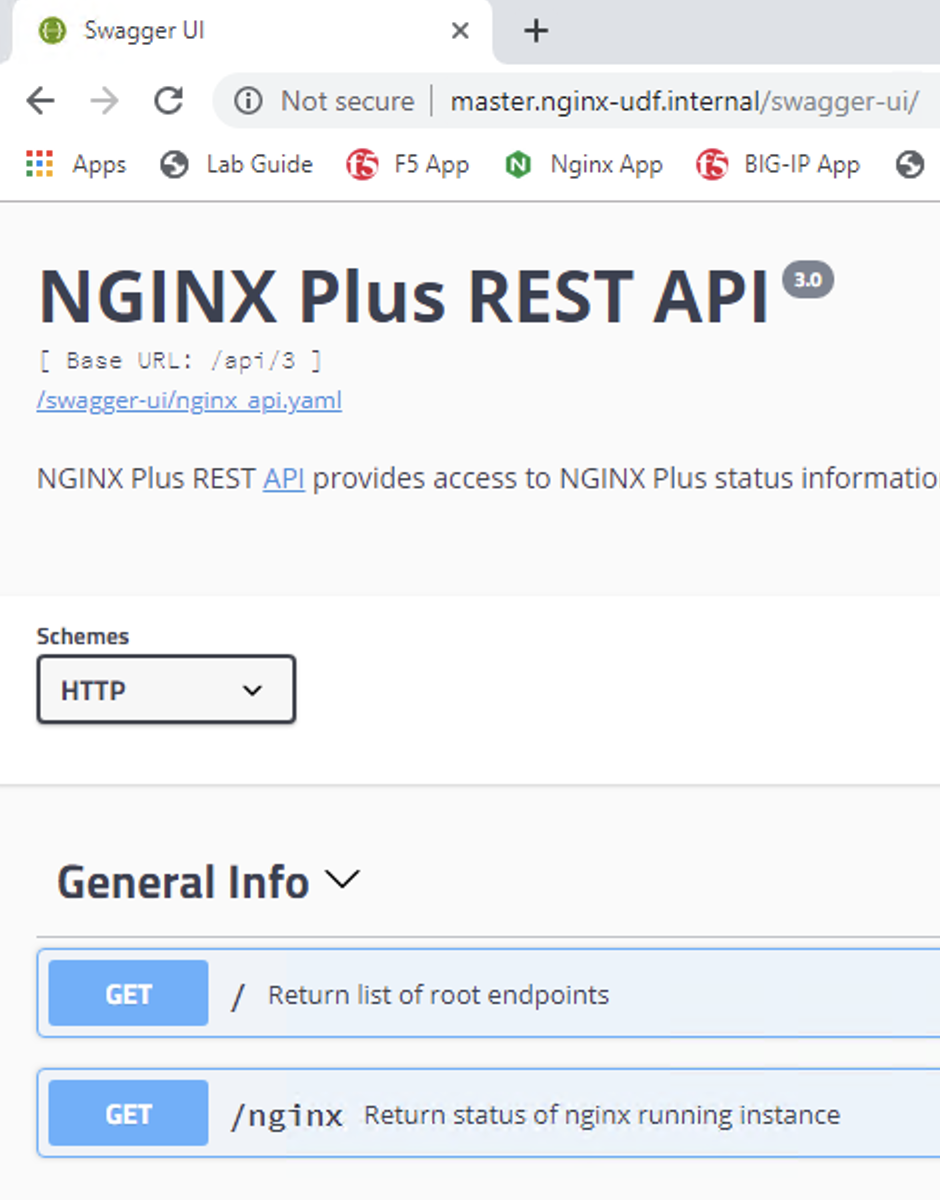 Swagger UI
Not secure | master.nginx-udf.internal/swagger-ui/
Apps Lab Guide F5 App Nginx App BIG-IP App
NGINX Plus REST API 3.0
[ Base URL: /api/3 ]
/swagger-ui/nginx_api.yaml
NGINX Plus REST API provides access to NGINX Plus status informatio
Schemes
HTTP
General Info
GET / Return list of root endpoints
GET /nginx Return status of nginx running instance